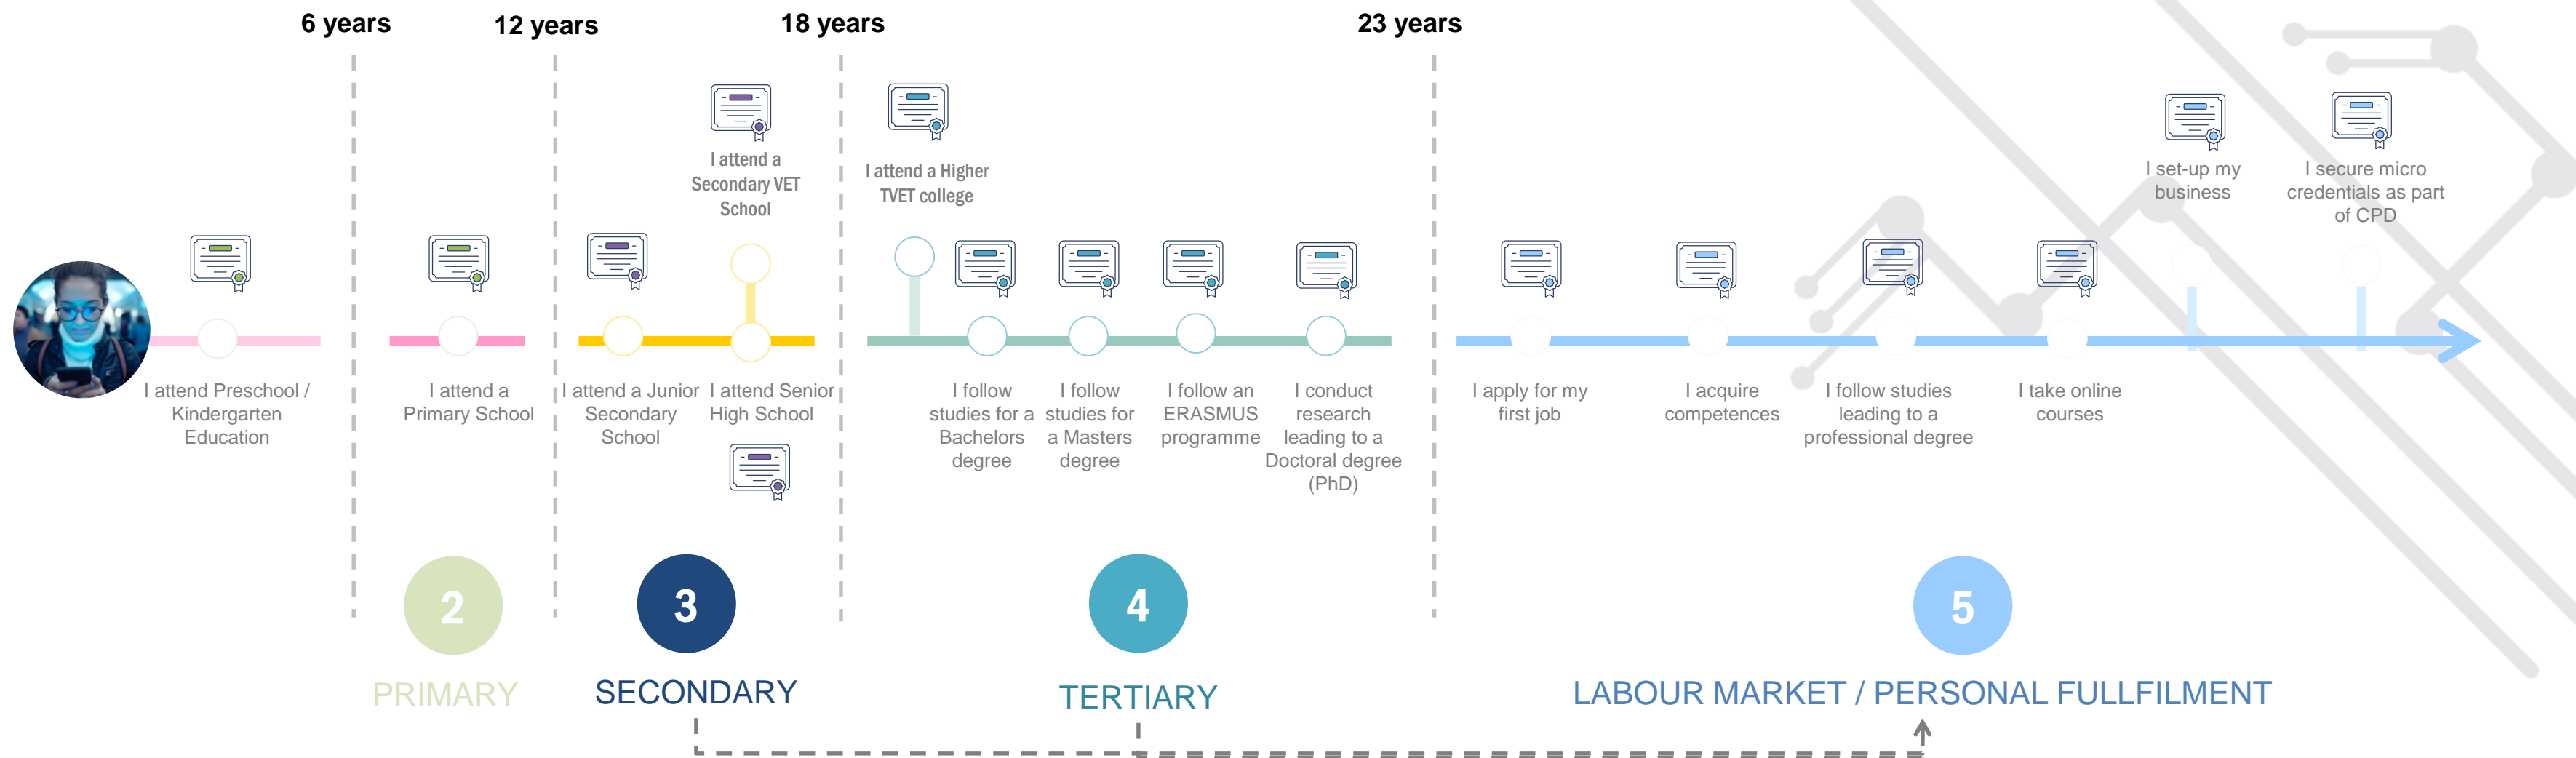 6 years
12 years
18 years
23 years
I attend a
Secondary VET
School
I attend a Higher
TVET college
I set-up my
business
I secure micro
credentials as part
of CPD
I attend Preschool /
Kindergarten
Education
I attend a
Primary School
I attend a Junior
Secondary
School
I attend Senior
High School
I follow
studies for a
Bachelors
degree
I follow
studies for
a Masters
degree
I follow an
ERASMUS
programme
I conduct
research
leading to a
Doctoral degree
(PhD)
I apply for my
first job
I acquire
competences
I follow studies
leading to a
professional degree
I take online
courses
2
PRIMARY
3
SECONDARY
4
TERTIARY
5
LABOUR MARKET / PERSONAL FULLFILMENT